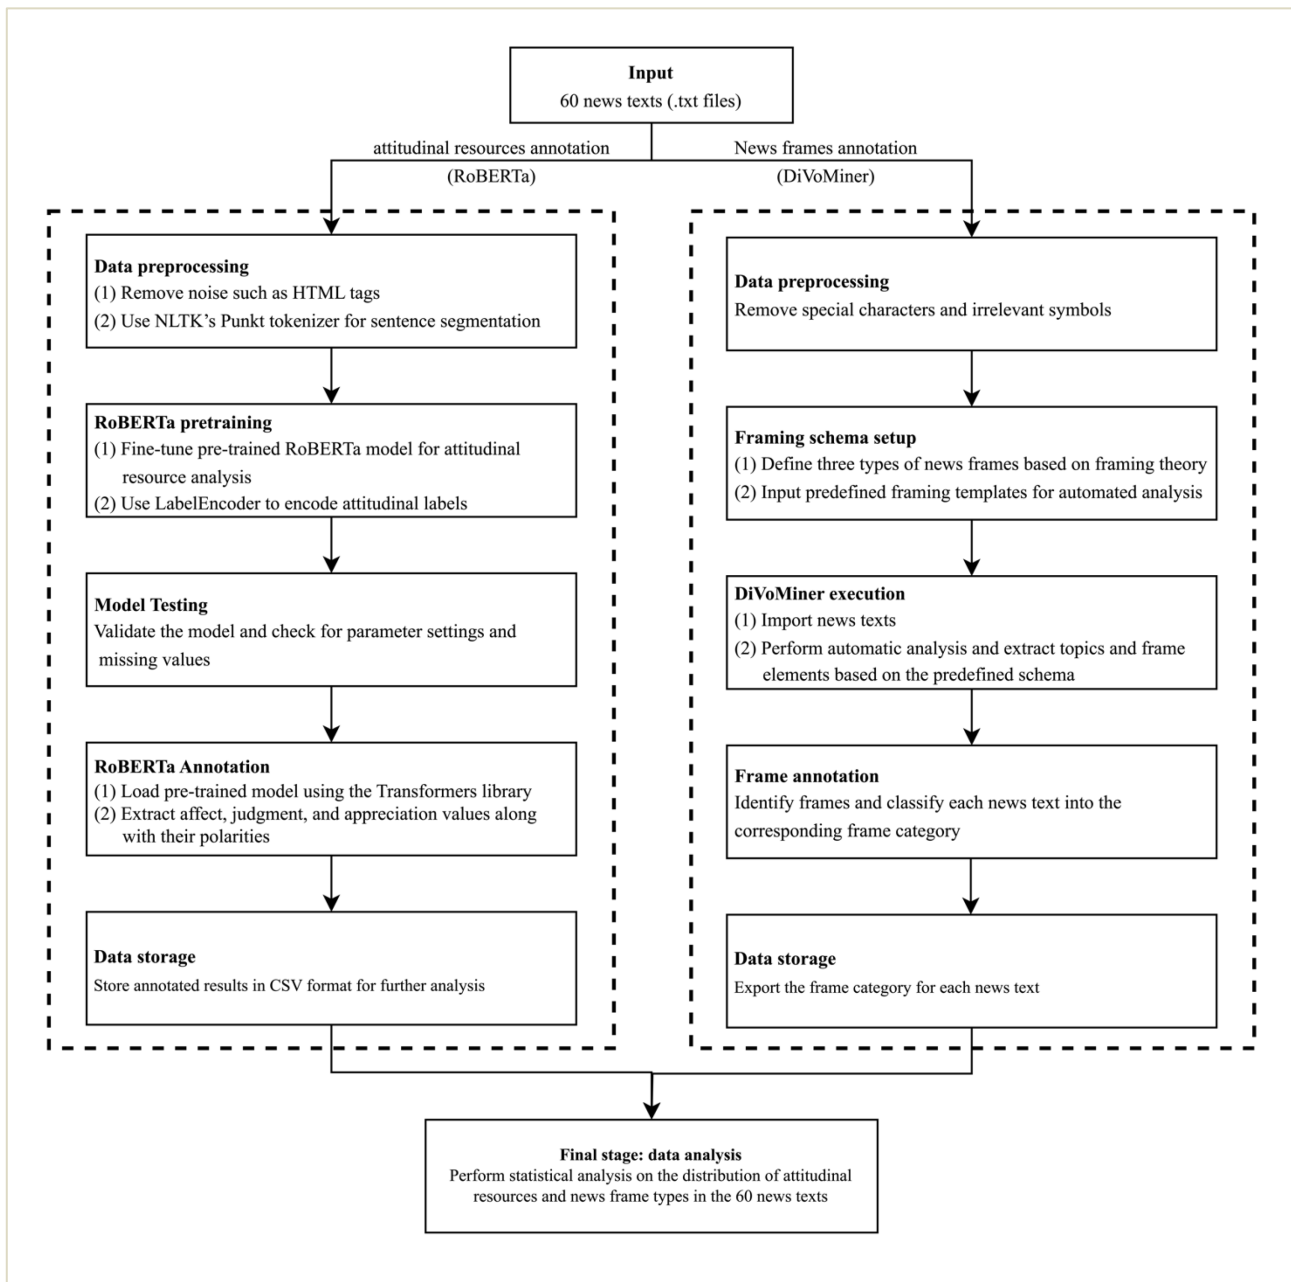 Input
60 news texts (.txt files)
attitudinal resources annotation
(RoBERTa)
News frames annotation
(DiVoMiner)
Data preprocessing
(1) Remove noise such as HTML tags
(2) Use NLTK’s Punkt tokenizer for sentence segmentation
RoBERTa pretraining
(1) Fine-tune pre-trained RoBERTa model for attitudinal
resource analysis
(2) Use LabelEncoder to encode attitudinal labels
Model Testing
Validate the model and check for parameter settings and
missing values
RoBERTa Annotation
(1) Load pre-trained model using the Transformers library
(2) Extract affect, judgment, and appreciation values along
with their polarities
Data storage
Store annotated results in CSV format for further analysis
Data preprocessing
Remove special characters and irrelevant symbols
Framing schema setup
(1) Define three types of news frames based on framing theory
(2) Input predefined framing templates for automated analysis
DiVoMiner execution
(1) Import news texts
(2) Perform automatic analysis and extract topics and frame
elements based on the predefined schema
Frame annotation
Identify frames and classify each news text into the
corresponding frame category
Data storage
Export the frame category for each news text
Final stage: data analysis
Perform statistical analysis on the distribution of attitudinal
resources and news frame types in the 60 news texts